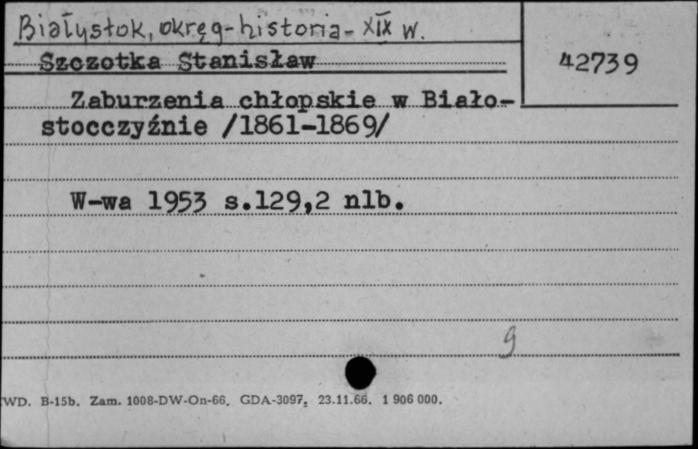 Białystok, okręg-historia-XIX w.
Szczotka Stanisław
42739
Zaburzenia chłopskie w Biało-
stocczyźnie /1861-1869/
W-wa 1953 s.129,2 nlb.
g
WD. B-15b. Zam. 1008-DW-On-66. GDA-3097. 23.11.66. 1 906 000.